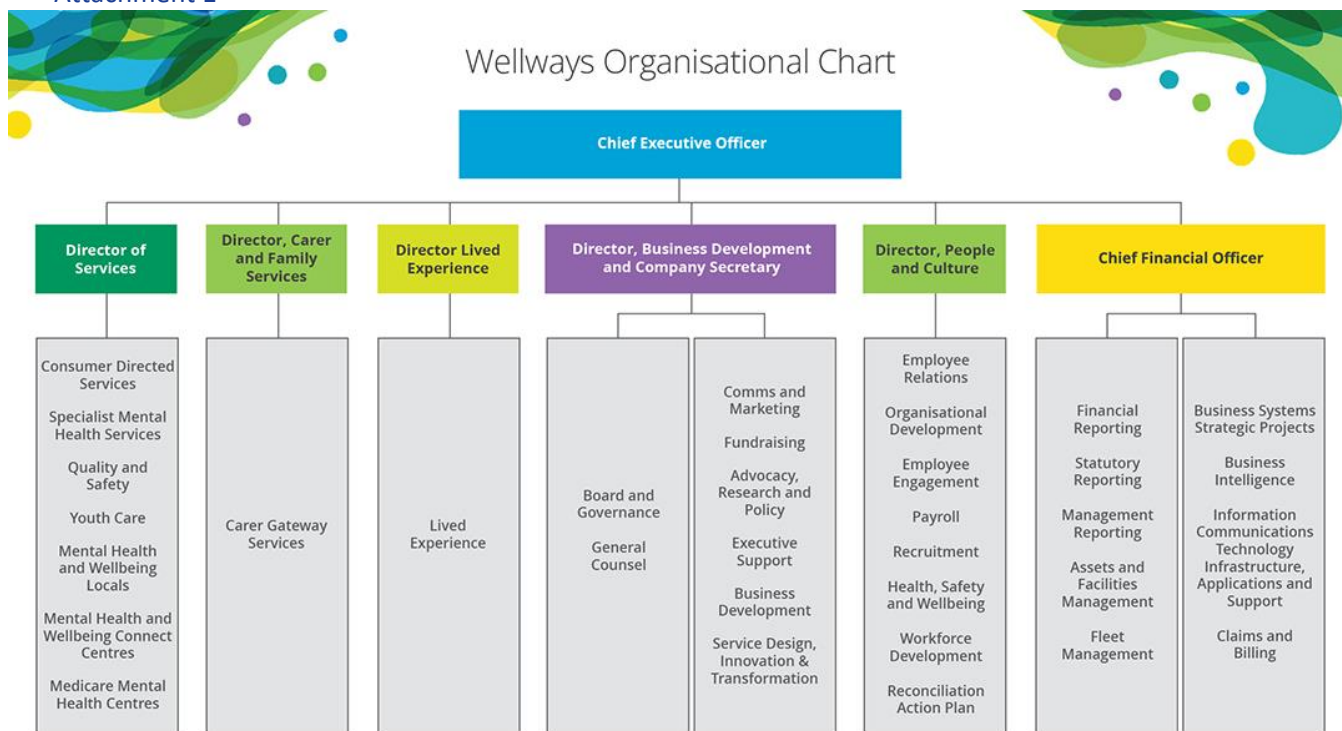 Attachment 1
Wellways Organisational Chart
Chief Executive Officer
Director of
Services
Director, Carer
and Family
Services
Director Lived
Experience
Director, Business Development
and Company Secretary
Director, People
and Culture
Chief Financial Officer
Consumer Directed
Services
Specialist Mental
Health Services
Quality and
Safety
Youth Care
Mental Health
and Wellbeing
Locals
Mental Health and
Wellbeing Connect
Centres
Medicare Mental
Health Centres
Carer Gateway
Services
Lived
Experience
Board and
Governance
General
Counsel
Comms and
Marketing
Fundraising
Advocacy,
Research and
Policy
Executive
Support
Business
Development
Service Design,
Innovation &
Transformation
Employee
Relations
Organisational
Development
Employee
Engagement
Payroll
Recruitment
Health, Safety
and Wellbeing
Workforce
Development
Reconciliation
Action Plan
Financial
Reporting
Statutory
Reporting
Management
Reporting
Assets and
Facilities
Management
Fleet
Management
Business Systems
Strategic Projects
Business
Intelligence
Information
Communications
Technology
Infrastructure,
Applications and
Support
Claims and
Billing